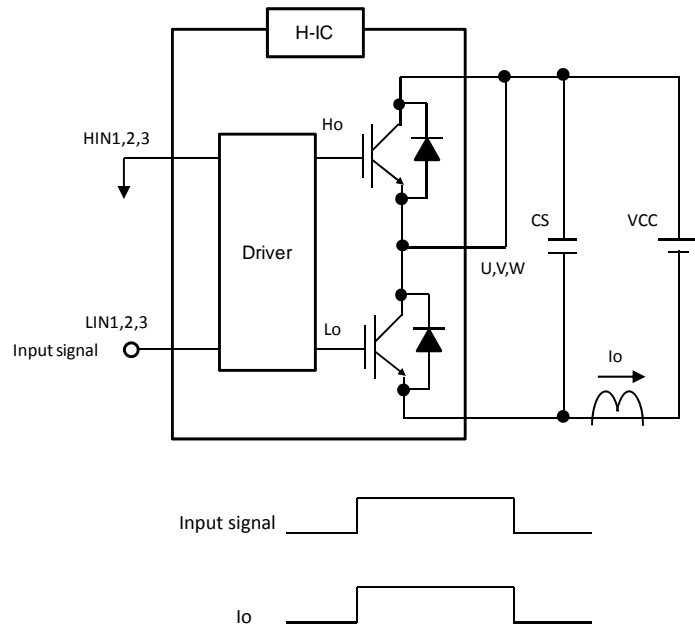 H-IC
HIN1,2,3
Ho
Driver
CS
VCC
U,V,W
LIN1,2,3
Input signal
Lo
Io
Input signal
Io